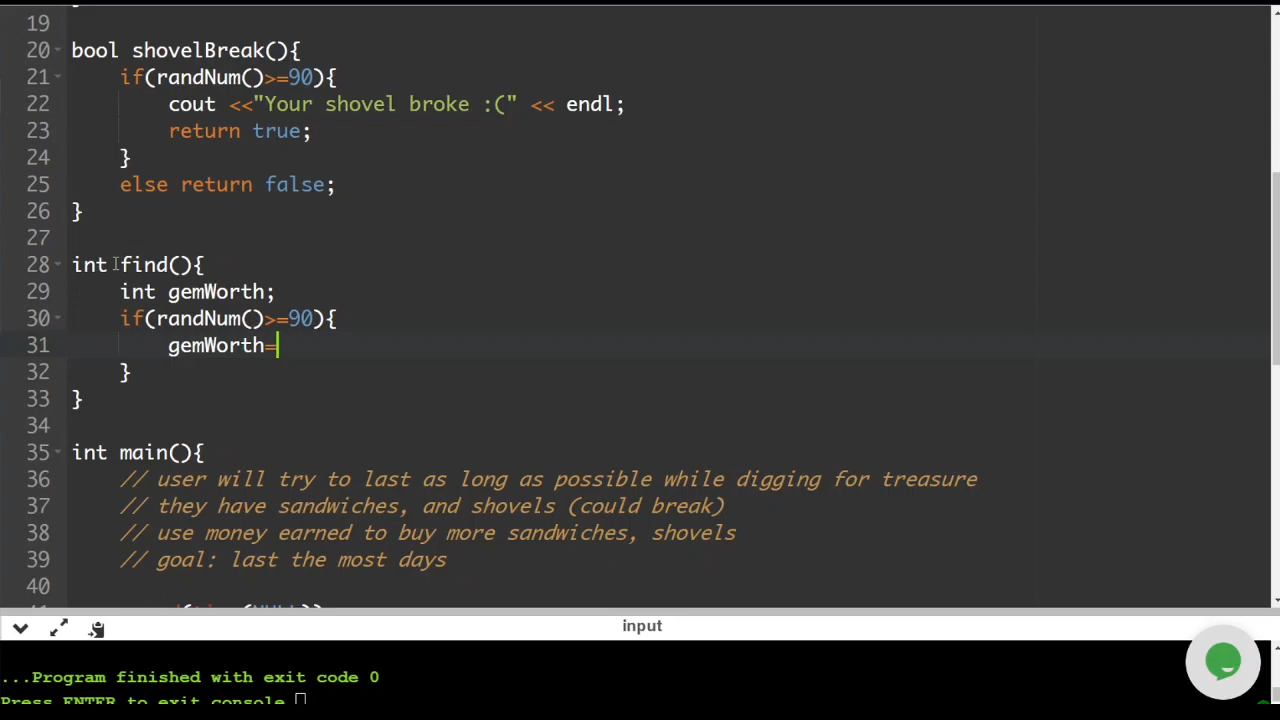 19
20 bool shovelBreak(){
21 if(randNum()>=90){
22 cout <<"Your shovel broke :(" << endl;
23 return true;
24 }
25 else return false;
26 }
27
28 int find(){
29 int gemWorth;
30 if(randNum()>=90){
31 gemWorth=
32 }
33 }
34
35 int main(){
36 // user will try to last as long as possible while digging for treasure
37 // they have sandwiches, and shovels (could break)
38 // use money earned to buy more sandwiches, shovels
39 // goal: last the most days
40
input
...Program finished with exit code 0
Press ENTER to exit console